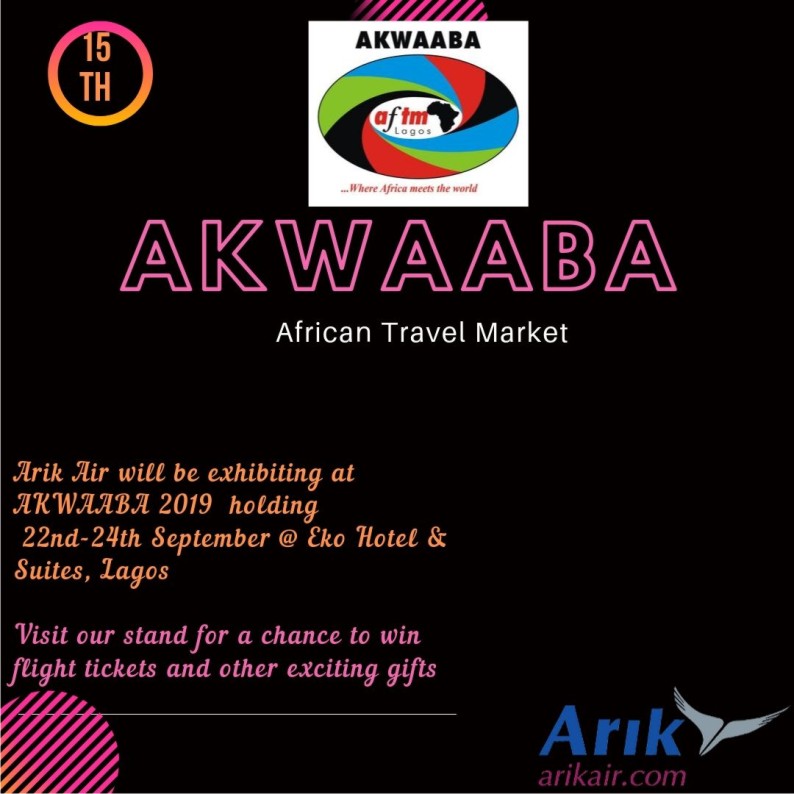 15
TH
AKWAABA
aftm
Lagos
...Where Africa meets the world
AKWAABA
African Travel Market
Arik Air will be exhibiting at
AKWAABA 2019 holding
22nd-24th September @ Eko Hotel &
Suites, Lagos
Visit our stand for a chance to win
flight tickets and other exciting gifts
Arik
arikair.com